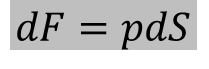 dF = pdS